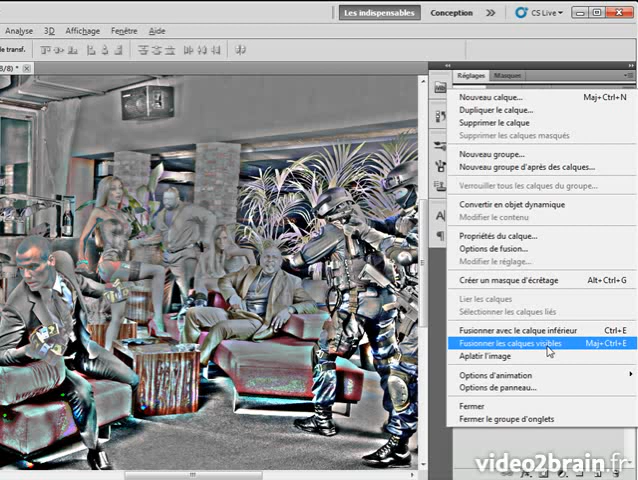 Les indispensables Conception CS Live
Analyse 3D Affichage Fenêtre Aide
de transf.
8/8) *
Réglages Masques
Nouveau calque... Maj+Ctrl+N
Dupliquer le calque...
Supprimer le calque
Supprimer les calques masqués
Nouveau groupe...
Nouveau groupe d'après des calques...
Verrouiller tous les calques du groupe...
Convertir en objet dynamique
Modifier le contenu
Propriétés du calque...
Options de fusion...
Modifier le réglage...
Créer un masque d'écrêtage Alt+Ctrl+G
Lier les calques
Sélectionner les calques liés
Fusionner avec le calque inférieur Ctrl+E
Fusionner les calques visibles Maj+Ctrl+E
Aplatir l'image
Options d'animation
Options de panneau...
Fermer
Fermer le groupe d'onglets
video2brain.fr